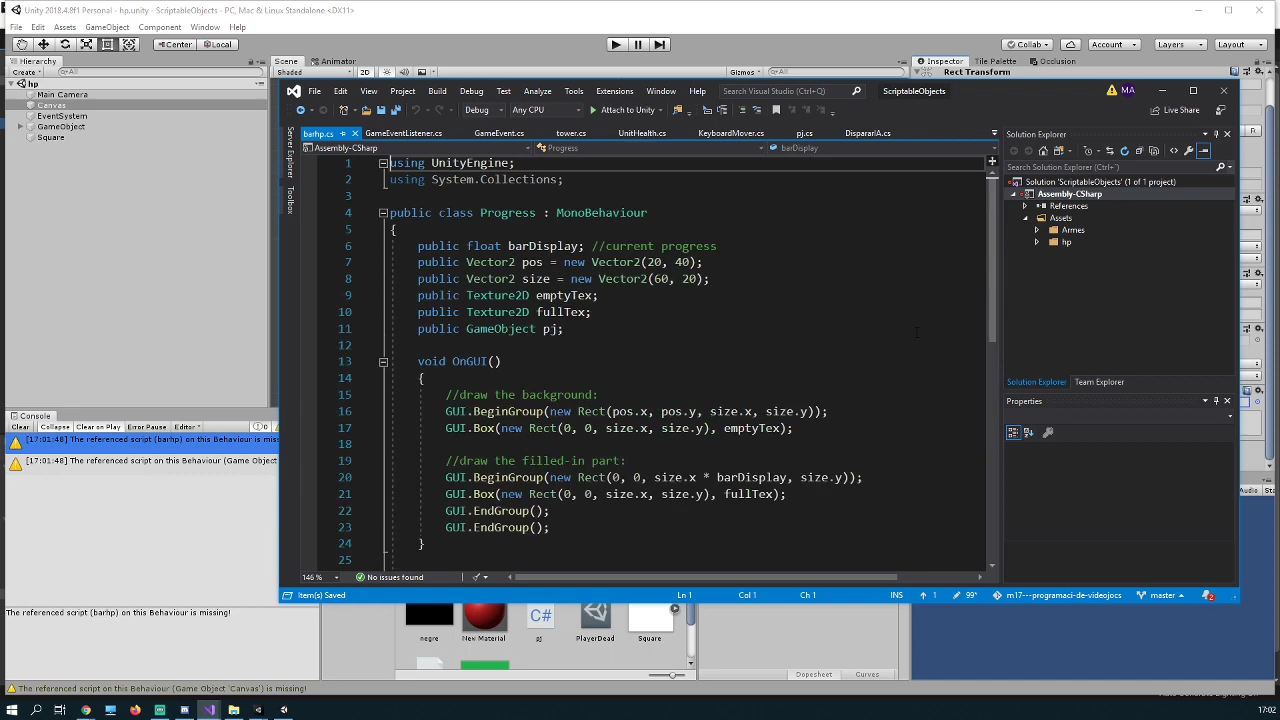 Unity 2018.4.8f1 Personal - hp.unity - ScriptableObjects - PC, Mac & Linux Standalone <DX11>
File Edit Assets GameObject Component Window Help
Center Local Collab Account Layers Layout
Hierarchy Scene Animator Inspector Tile Palette Occlusion
Create All Shaded 2D Gizmos All Rect Transform
hp
Main Camera
Canvas
EventSystem
GameObject
Square
File Edit View Project Build Debug Test Analyze Tools Extensions Window Help Search Visual Studio (Ctrl+Q) ScriptableObjects MA
Debug Any CPU Attach to Unity Live Share
Server Explorer
Toolbox
barhp.cs GameEventListener.cs GameEvent.cs tower.cs UnitHealth.cs KeyboardMover.cs pj.cs DispararIA.cs
Assembly-CSharp Progress barDisplay
1 using UnityEngine;
2 using System.Collections;
3
4 public class Progress : MonoBehaviour
5 {
6 public float barDisplay; //current progress
7 public Vector2 pos = new Vector2(20, 40);
8 public Vector2 size = new Vector2(60, 20);
9 public Texture2D emptyTex;
10 public Texture2D fullTex;
11 public GameObject pj;
12
13 void OnGUI()
14 {
15 //draw the background:
16 GUI.BeginGroup(new Rect(pos.x, pos.y, size.x, size.y));
17 GUI.Box(new Rect(0, 0, size.x, size.y), emptyTex);
18
19 //draw the filled-in part:
20 GUI.BeginGroup(new Rect(0, 0, size.x * barDisplay, size.y));
21 GUI.Box(new Rect(0, 0, size.x, size.y), fullTex);
22 GUI.EndGroup();
23 GUI.EndGroup();
24 }
25
146 % No issues found
Solution Explorer
Search Solution Explorer (Ctrl+
Solution 'ScriptableObjects' (1 of 1 project)
Assembly-CSharp
References
Assets
Armes
hp
Solution Explorer Team Explorer
Properties
Item(s) Saved Ln 1 Col 1 Ch 1 INS 1 99* m17---programaci-de-videojocs master 2
Console
Clear Collapse Clear on Play Error Pause Editor 0
[17:01:48] The referenced script (barhp) on this Behaviour is miss
[17:01:48] The referenced script on this Behaviour (Game Object
The referenced script (barhp) on this Behaviour is missing!
negre New Material pj PlayerDead Square
Dopesheet Curves
The referenced script on this Behaviour (Game Object 'Canvas') is missing!
17:02